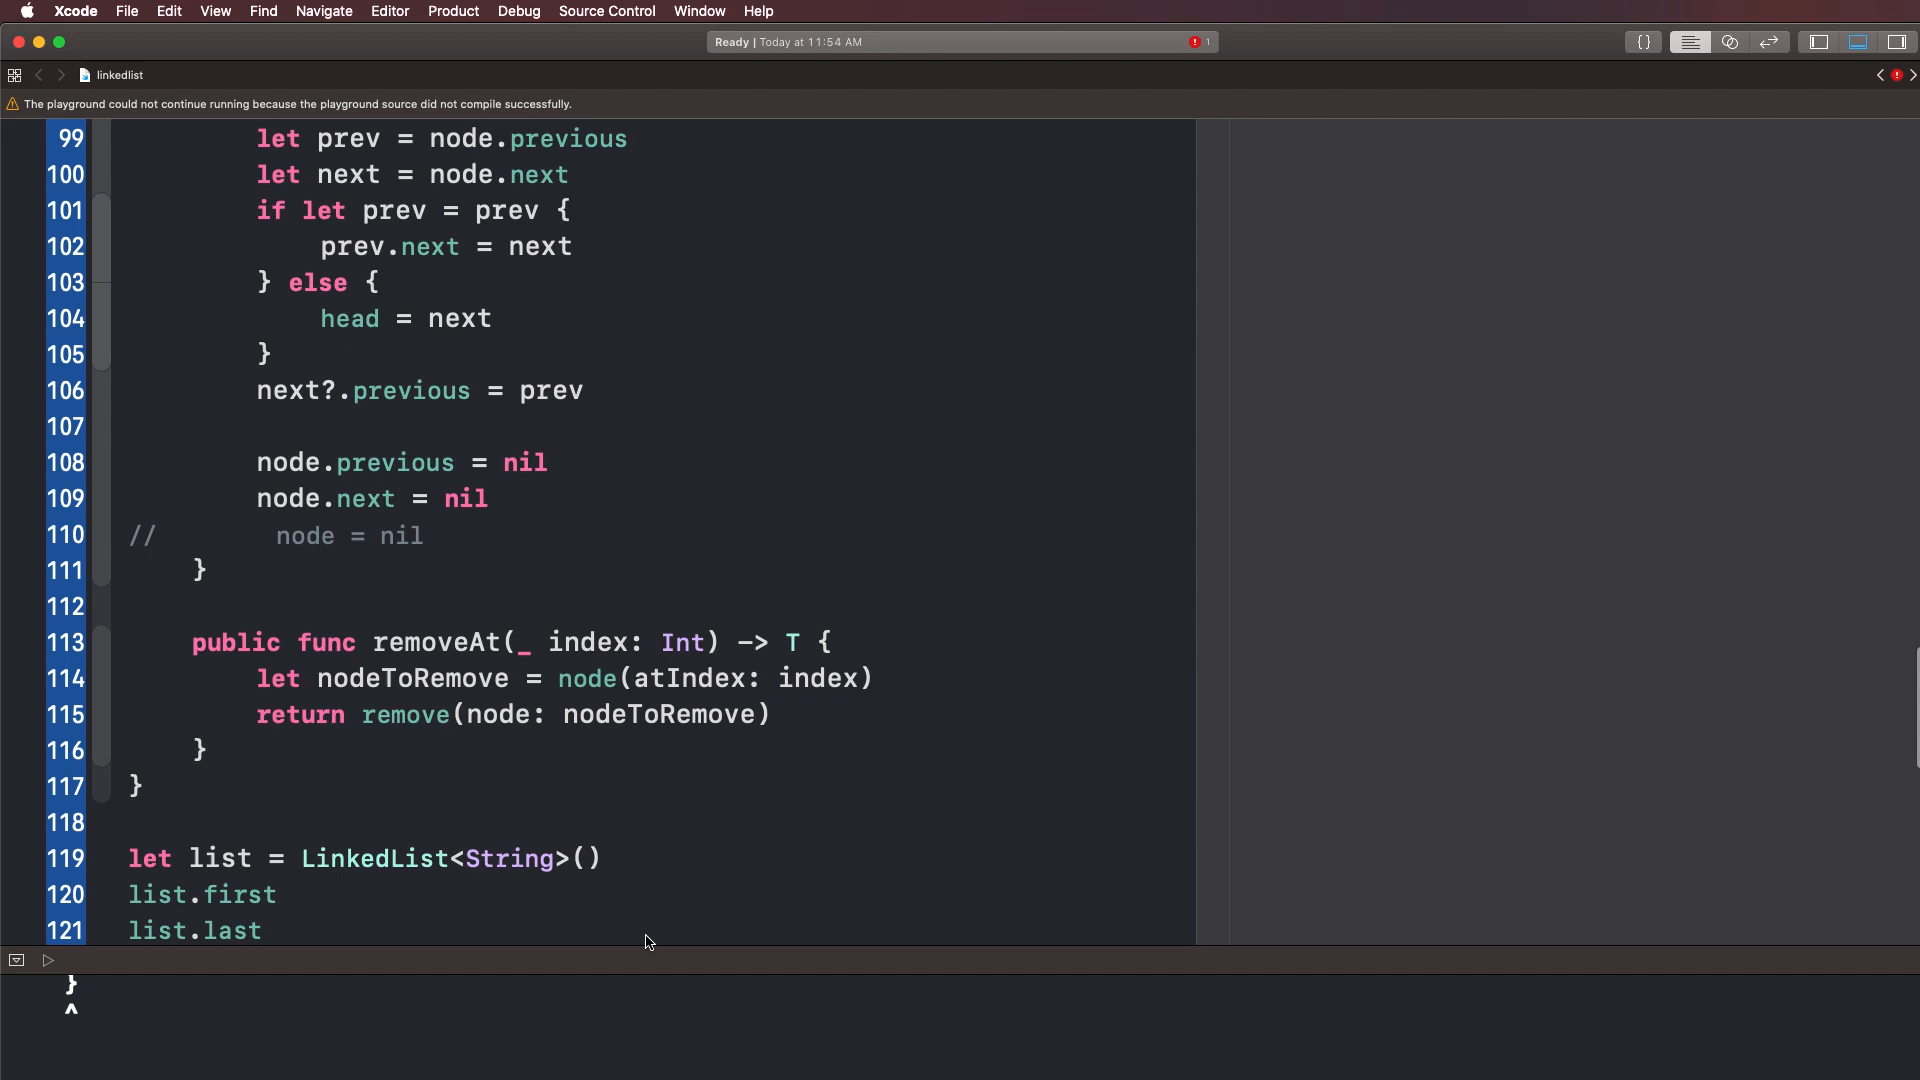 Xcode File Edit View Find Navigate Editor Product Debug Source Control Window Help
Ready | Today at 11:54 AM 1
linkedlist
The playground could not continue running because the playground source did not compile successfully.
99 let prev = node.previous
100 let next = node.next
101 if let prev = prev {
102 prev.next = next
103 } else {
104 head = next
105 }
106 next?.previous = prev
107
108 node.previous = nil
109 node.next = nil
110 // node = nil
111 }
112
113 public func removeAt(_ index: Int) -> T {
114 let nodeToRemove = node(atIndex: index)
115 return remove(node: nodeToRemove)
116 }
117 }
118
119 let list = LinkedList<String>()
120 list.first
121 list.last
}
^